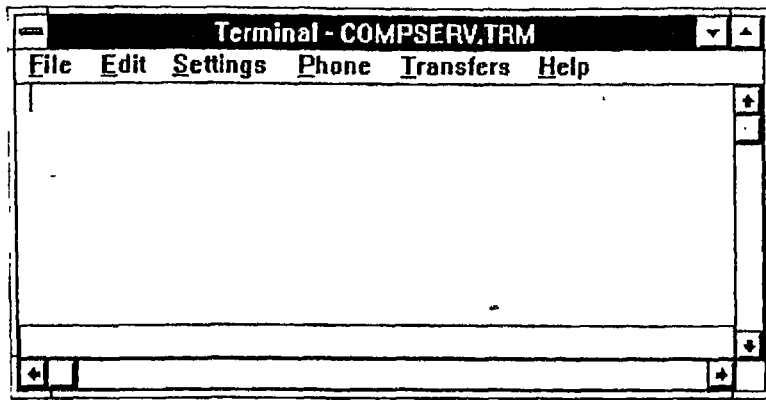 Terminal - COMPSERV.TRM
File Edit Settings Phone Transfers Help